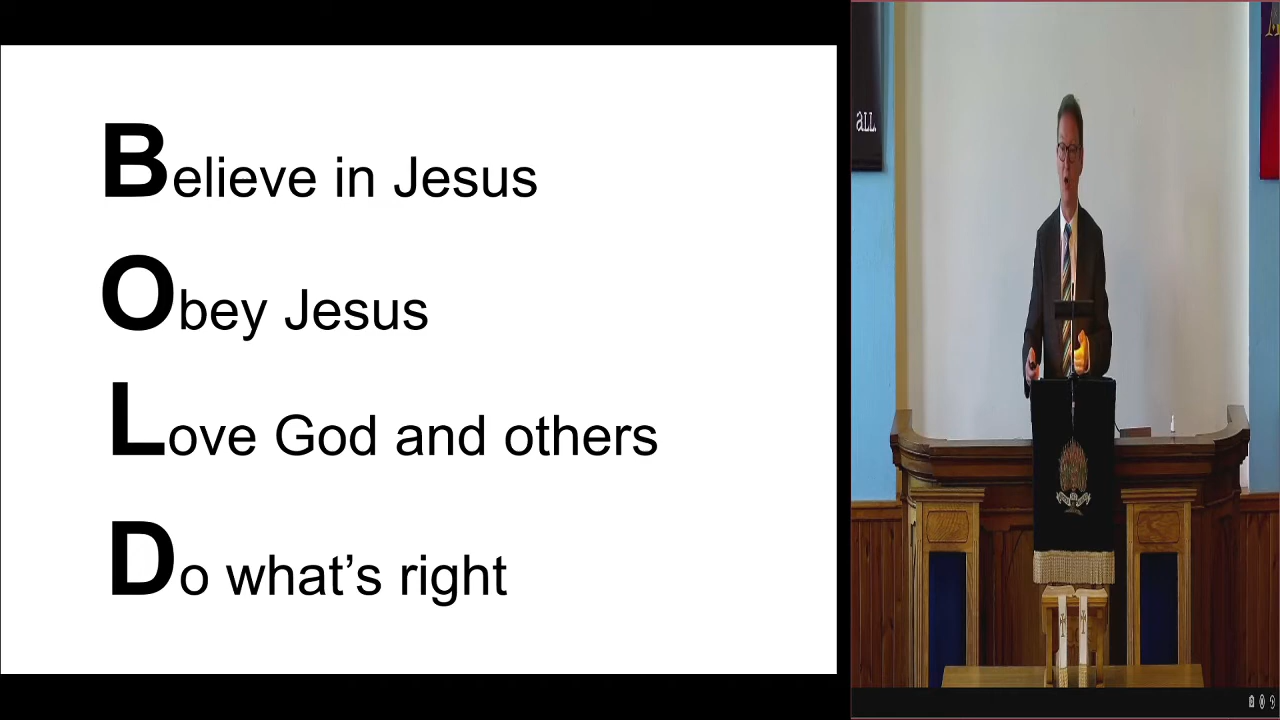 Believe in Jesus
Obey Jesus
Love God and others
Do what's right
aLL.